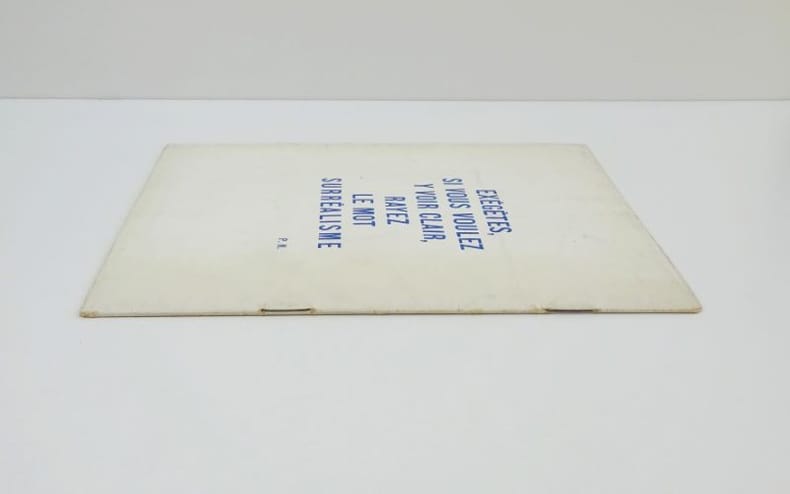 EXÉGÈTES,
SI VOUS VOULEZ
Y VOIR CLAIR,
RAYEZ
LE MOT
SURRÉALISME
P. N.